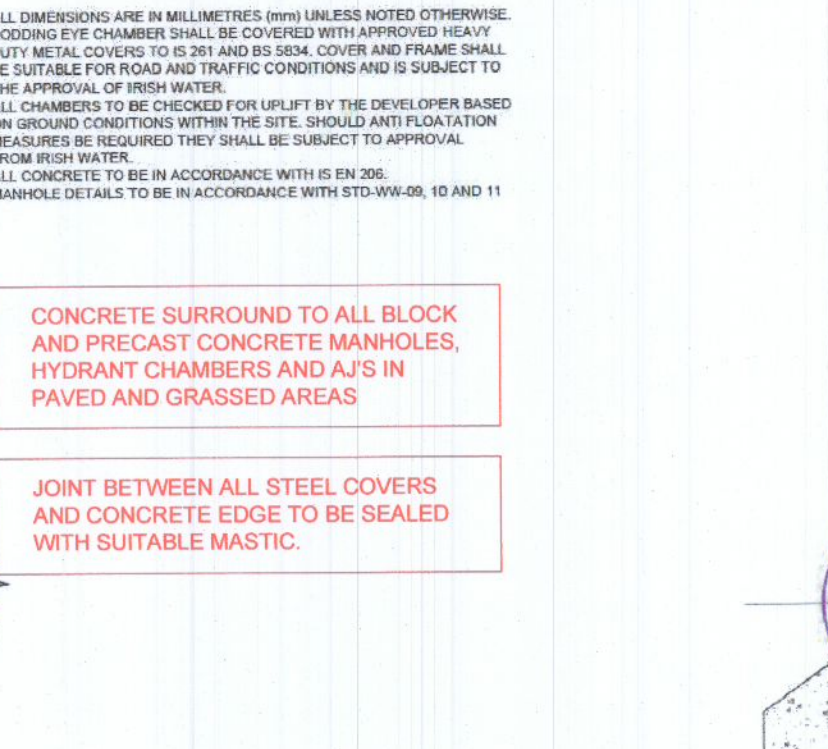 LL DIMENSIONS ARE IN MILLIMETRES (mm) UNLESS NOTED OTHERWISE.
ODDING EYE CHAMBER SHALL BE COVERED WITH APPROVED HEAVY
UTY METAL COVERS TO IS 261 AND BS 5834. COVER AND FRAME SHALL
E SUITABLE FOR ROAD AND TRAFFIC CONDITIONS AND IS SUBJECT TO
HE APPROVAL OF IRISH WATER.
LL CHAMBERS TO BE CHECKED FOR UPLIFT BY THE DEVELOPER BASED
N GROUND CONDITIONS WITHIN THE SITE. SHOULD ANTI FLOATATION
MEASURES BE REQUIRED THEY SHALL BE SUBJECT TO APPROVAL
ROM IRISH WATER.
LL CONCRETE TO BE IN ACCORDANCE WITH IS EN 206.
MANHOLE DETAILS TO BE IN ACCORDANCE WITH STD-WW-09, 10 AND 11
CONCRETE SURROUND TO ALL BLOCK
AND PRECAST CONCRETE MANHOLES,
HYDRANT CHAMBERS AND AJ'S IN
PAVED AND GRASSED AREAS
JOINT BETWEEN ALL STEEL COVERS
AND CONCRETE EDGE TO BE SEALED
WITH SUITABLE MASTIC.